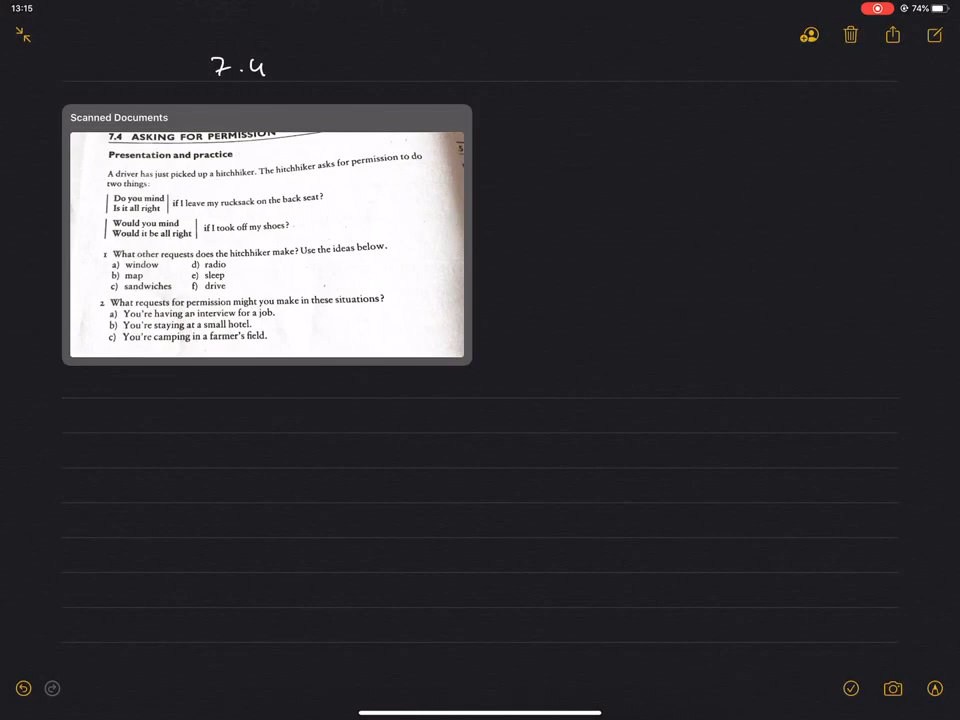 13:15
74%
7.4
Scanned Documents
7.4 ASKING FOR PERMISSION
Presentation and practice
A driver has just picked up a hitchhiker. The hitchhiker asks for permission to do
two things:
Do you mind
Is it all right
if I leave my rucksack on the back seat?
Would you mind
Would it be all right
if I took off my shoes?
1 What other requests does the hitchhiker make? Use the ideas below.
a) window d) radio
b) map e) sleep
c) sandwiches f) drive
2 What requests for permission might you make in these situations?
a) You're having an interview for a job.
b) You're staying at a small hotel.
c) You're camping in a farmer's field.